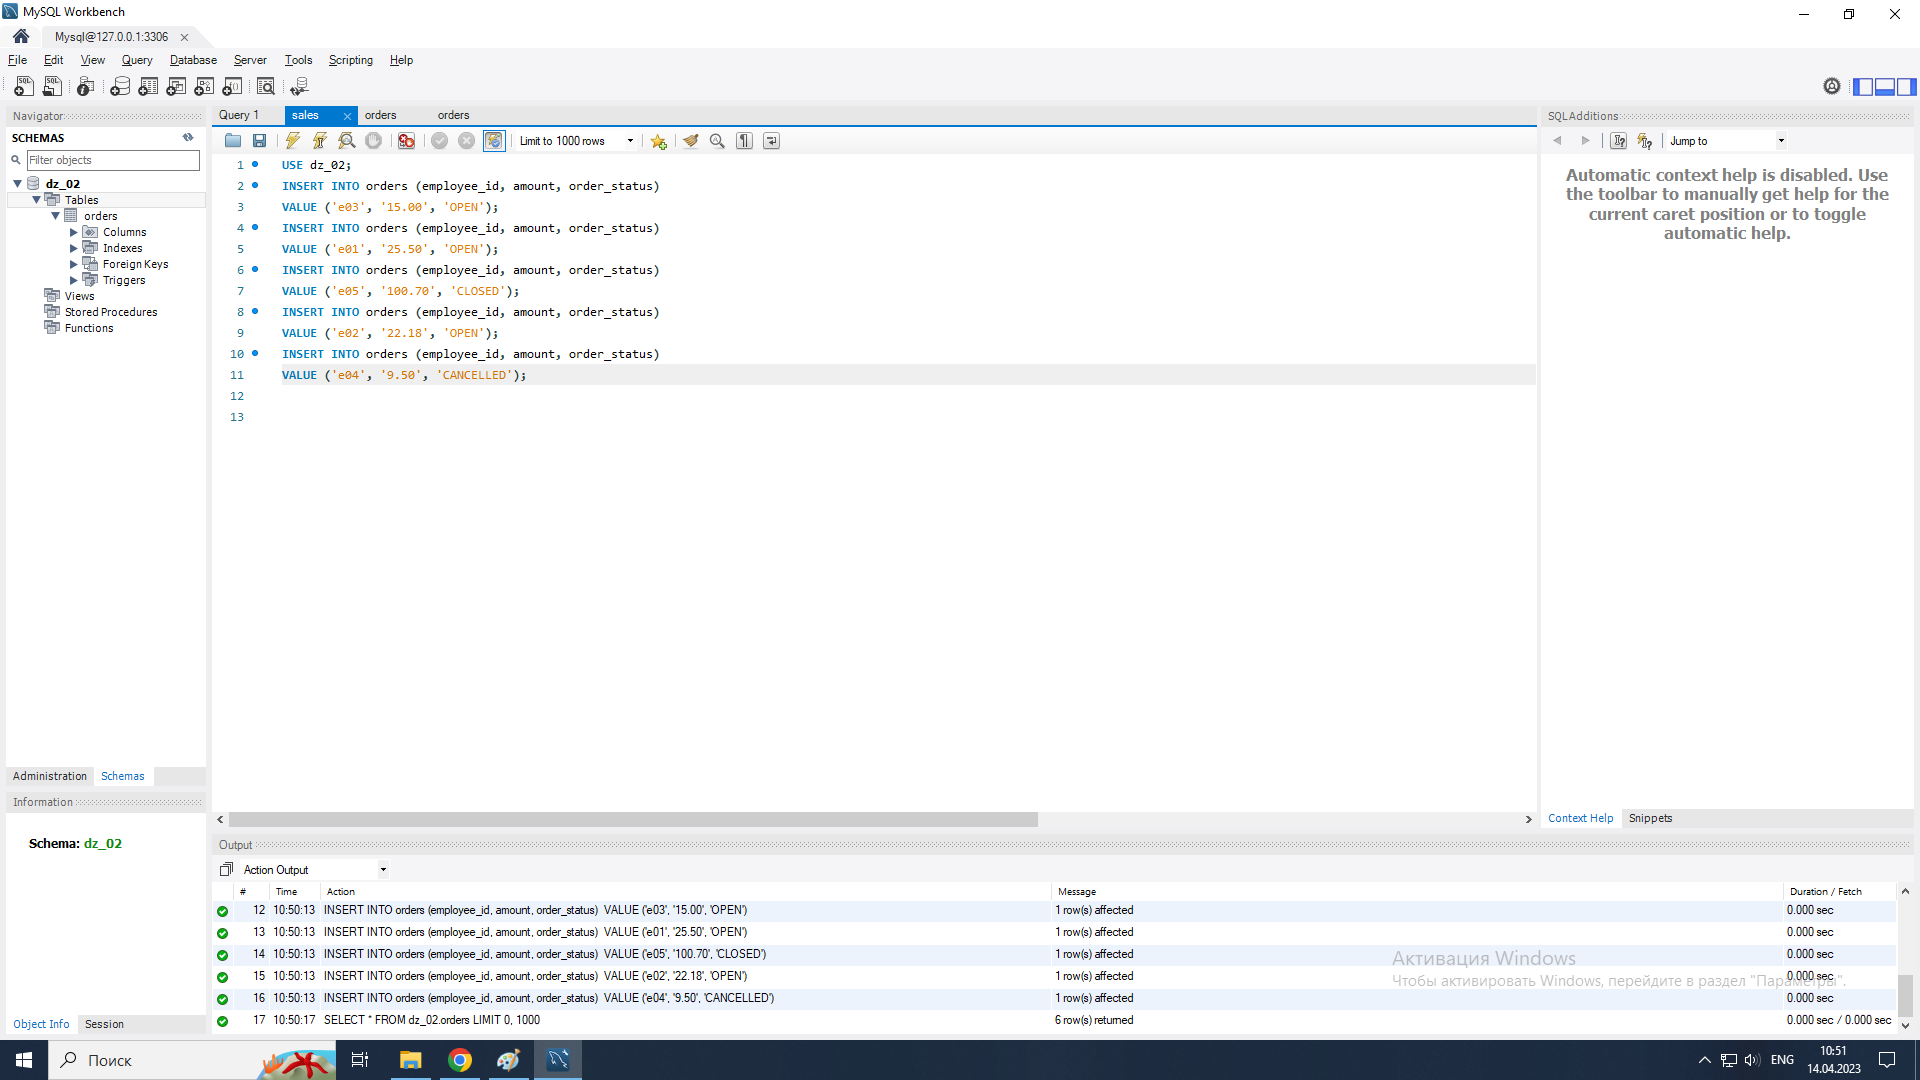 MySQL Workbench
Mysql@127.0.0.1:3306
File Edit View Query Database Server Tools Scripting Help
Navigator
SCHEMAS
Filter objects
dz_02
Tables
orders
Columns
Indexes
Foreign Keys
Triggers
Views
Stored Procedures
Functions
Administration Schemas
Information
Schema: dz_02
Object Info Session
Query 1 sales orders orders
Limit to 1000 rows
1 USE dz_02;
2 INSERT INTO orders (employee_id, amount, order_status)
3 VALUE ('e03', '15.00', 'OPEN');
4 INSERT INTO orders (employee_id, amount, order_status)
5 VALUE ('e01', '25.50', 'OPEN');
6 INSERT INTO orders (employee_id, amount, order_status)
7 VALUE ('e05', '100.70', 'CLOSED');
8 INSERT INTO orders (employee_id, amount, order_status)
9 VALUE ('e02', '22.18', 'OPEN');
10 INSERT INTO orders (employee_id, amount, order_status)
11 VALUE ('e04', '9.50', 'CANCELLED');
12
13
SQLAdditions
Jump to
Automatic context help is disabled. Use
the toolbar to manually get help for the
current caret position or to toggle
automatic help.
Context Help Snippets
Output
Action Output
# Time Action Message Duration / Fetch
12 10:50:13 INSERT INTO orders (employee_id, amount, order_status) VALUE ('e03', '15.00', 'OPEN') 1 row(s) affected 0.000 sec
13 10:50:13 INSERT INTO orders (employee_id, amount, order_status) VALUE ('e01', '25.50', 'OPEN') 1 row(s) affected 0.000 sec
14 10:50:13 INSERT INTO orders (employee_id, amount, order_status) VALUE ('e05', '100.70', 'CLOSED') 1 row(s) affected 0.000 sec
15 10:50:13 INSERT INTO orders (employee_id, amount, order_status) VALUE ('e02', '22.18', 'OPEN') 1 row(s) affected 0.000 sec
16 10:50:13 INSERT INTO orders (employee_id, amount, order_status) VALUE ('e04', '9.50', 'CANCELLED') 1 row(s) affected 0.000 sec
17 10:50:17 SELECT * FROM dz_02.orders LIMIT 0, 1000 6 row(s) returned 0.000 sec / 0.000 sec
Активация Windows
Чтобы активировать Windows, перейдите в раздел "Параметры".
Поиск
ENG
10:51
14.04.2023